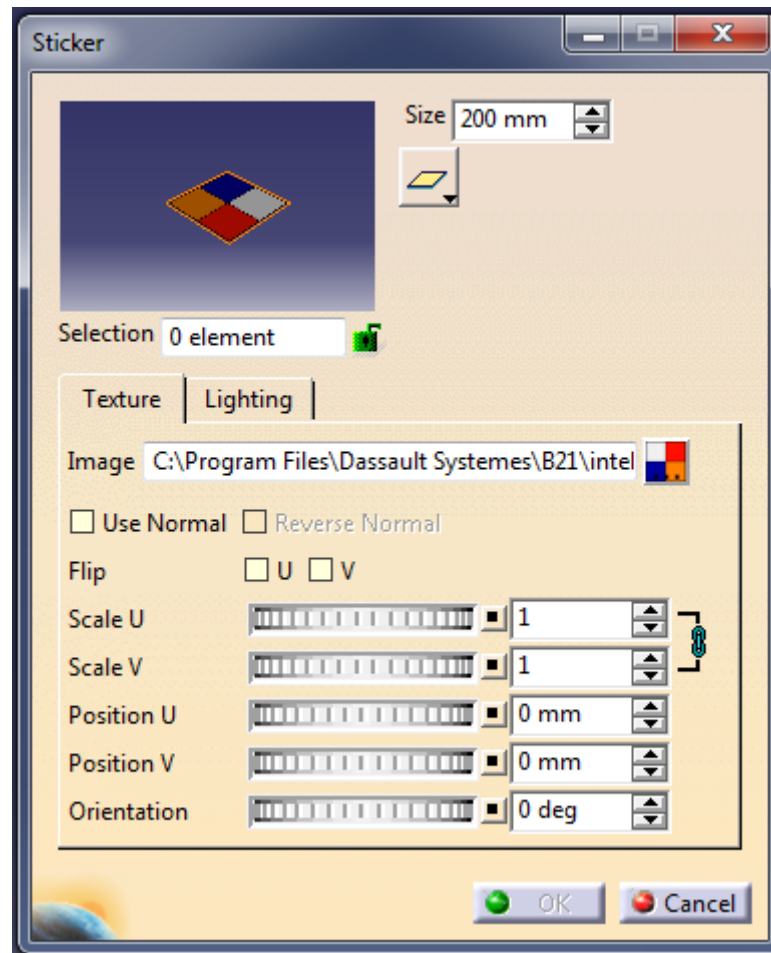 Sticker
Size 200 mm
Selection 0 element
Texture Lighting
Image C:\Program Files\Dassault Systemes\B21\intel
Use Normal Reverse Normal
Flip U V
Scale U 1
Scale V 1
Position U 0 mm
Position V 0 mm
Orientation 0 deg
OK Cancel